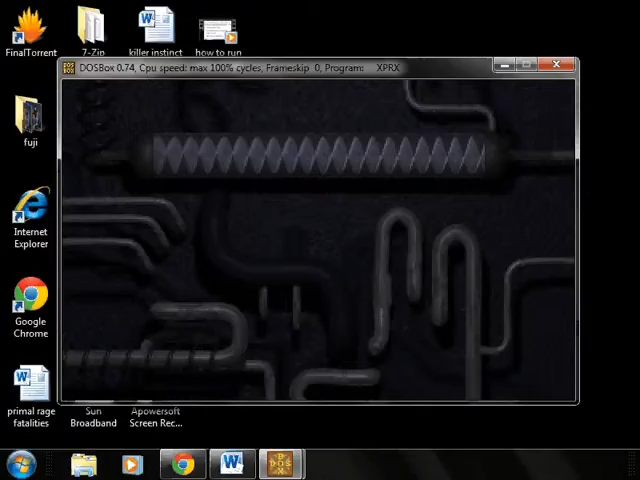 FinalTorrent
7-Zip
killer instinct
how to run
DOSBox 0.74, Cpu speed: max 100% cycles, Frameskip 0, Program: XPRX
fuji
Internet
Explorer
Google
Chrome
primal rage
fatalities
Sun
Broadband
Apowersoft
Screen Rec...